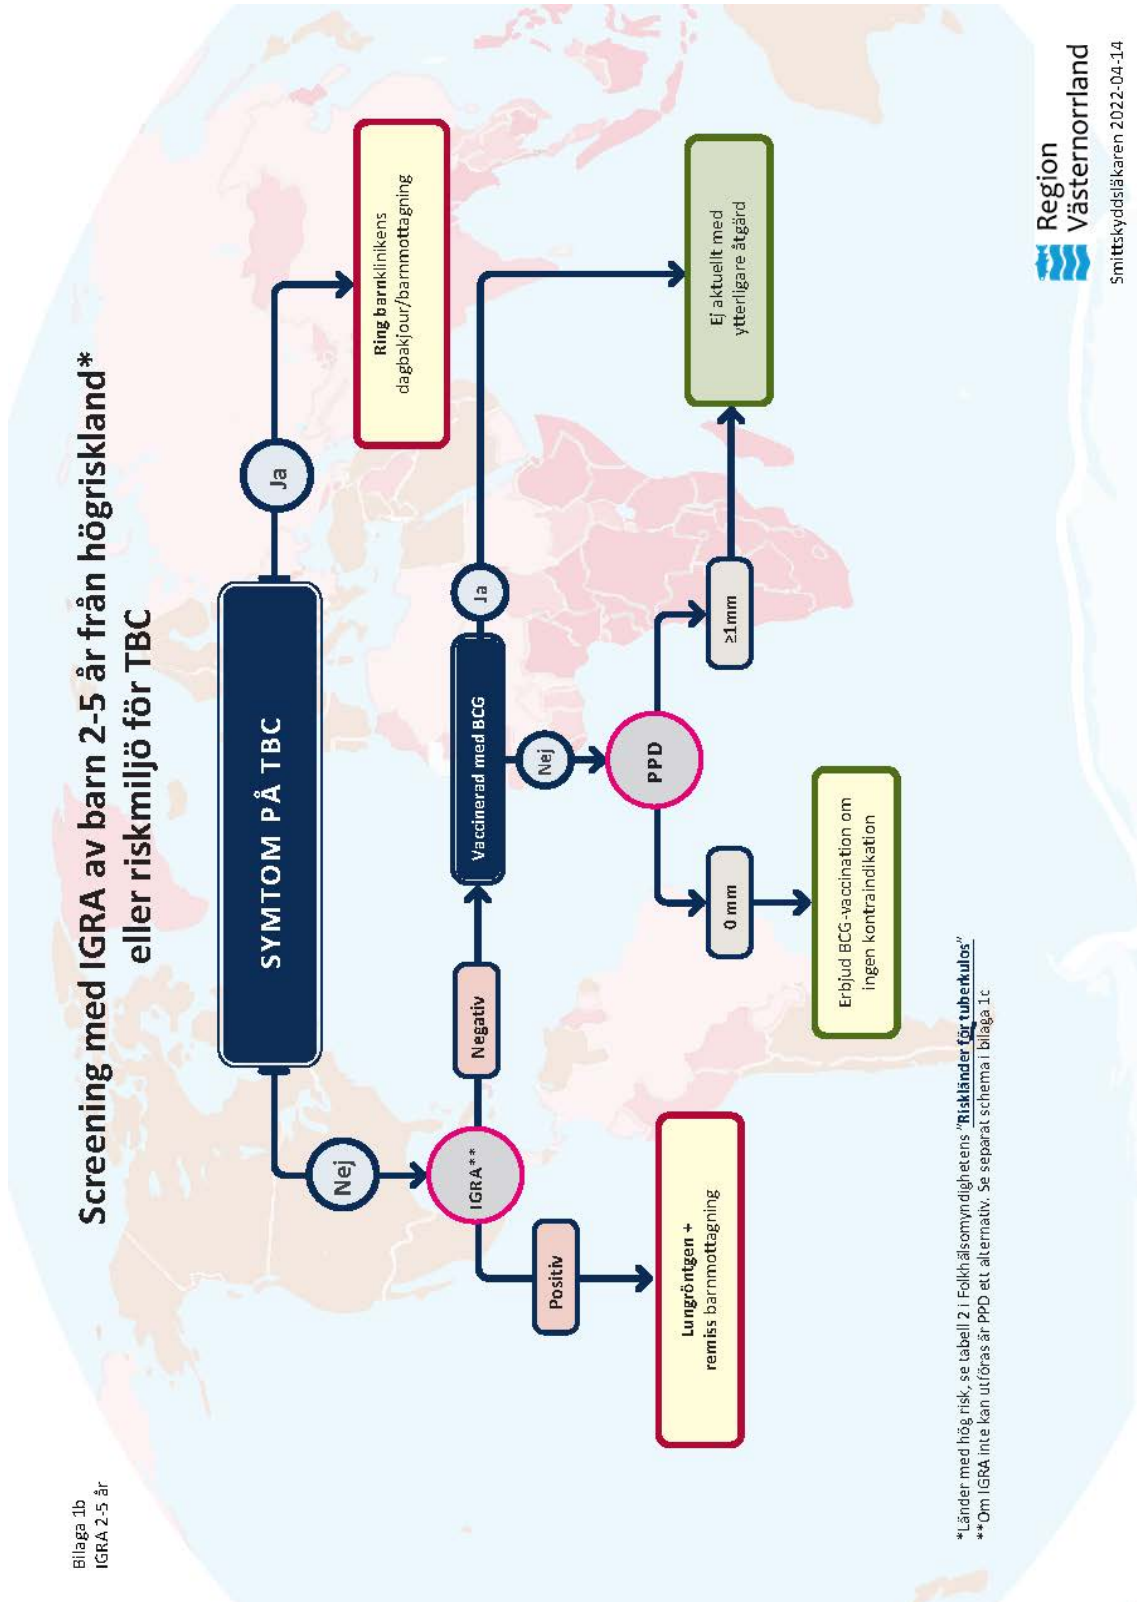 Bilaga 1b
IGRA 2-5 år
Screening med IGRA av barn 2-5 år från högriskland*
eller riskmiljö för TBC
SYMTOM PÅ TBC
Nej
Ja
Ring barnklinikens
dagbakjour/barnmottagning
IGRA**
Negativ
Vaccinerad med BCG
Ja
Positiv
Nej
Lungröntgen +
remiss barnmottagning
PPD
0 mm
≥1mm
Ej aktuellt med
ytterligare åtgärd
Erbjud BCG-vaccination om
ingen kontraindikation
*Länder med hög risk, se tabell 2 i Folkhälsomyndighetens ”Riskländer för tuberkulos”
**Om IGRA inte kan utföras är PPD ett alternativ. Se separat schema i bilaga 1c
Region
Västernorrland
Smittskyddsläkaren 2022-04-14